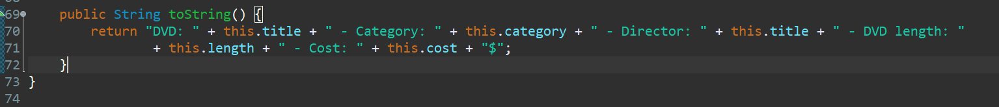 69 public String toString() {
70 return "DVD: " + this.title + " - Category: " + this.category + " - Director: " + this.title + " - DVD length: "
71 + this.length + " - Cost: " + this.cost + "$";
72 }
73 }
74